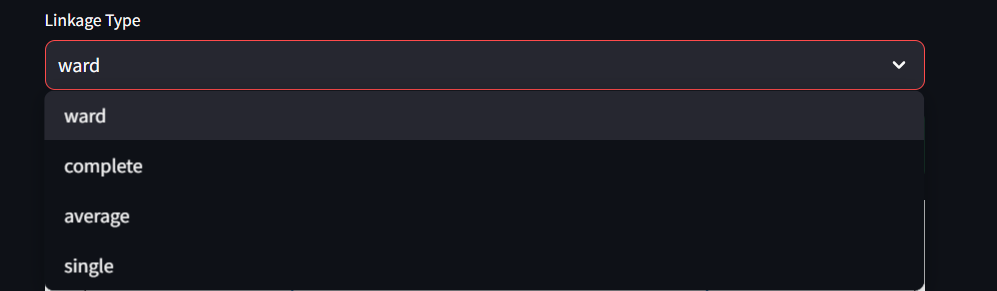 Linkage Type
ward
ward
complete
average
single